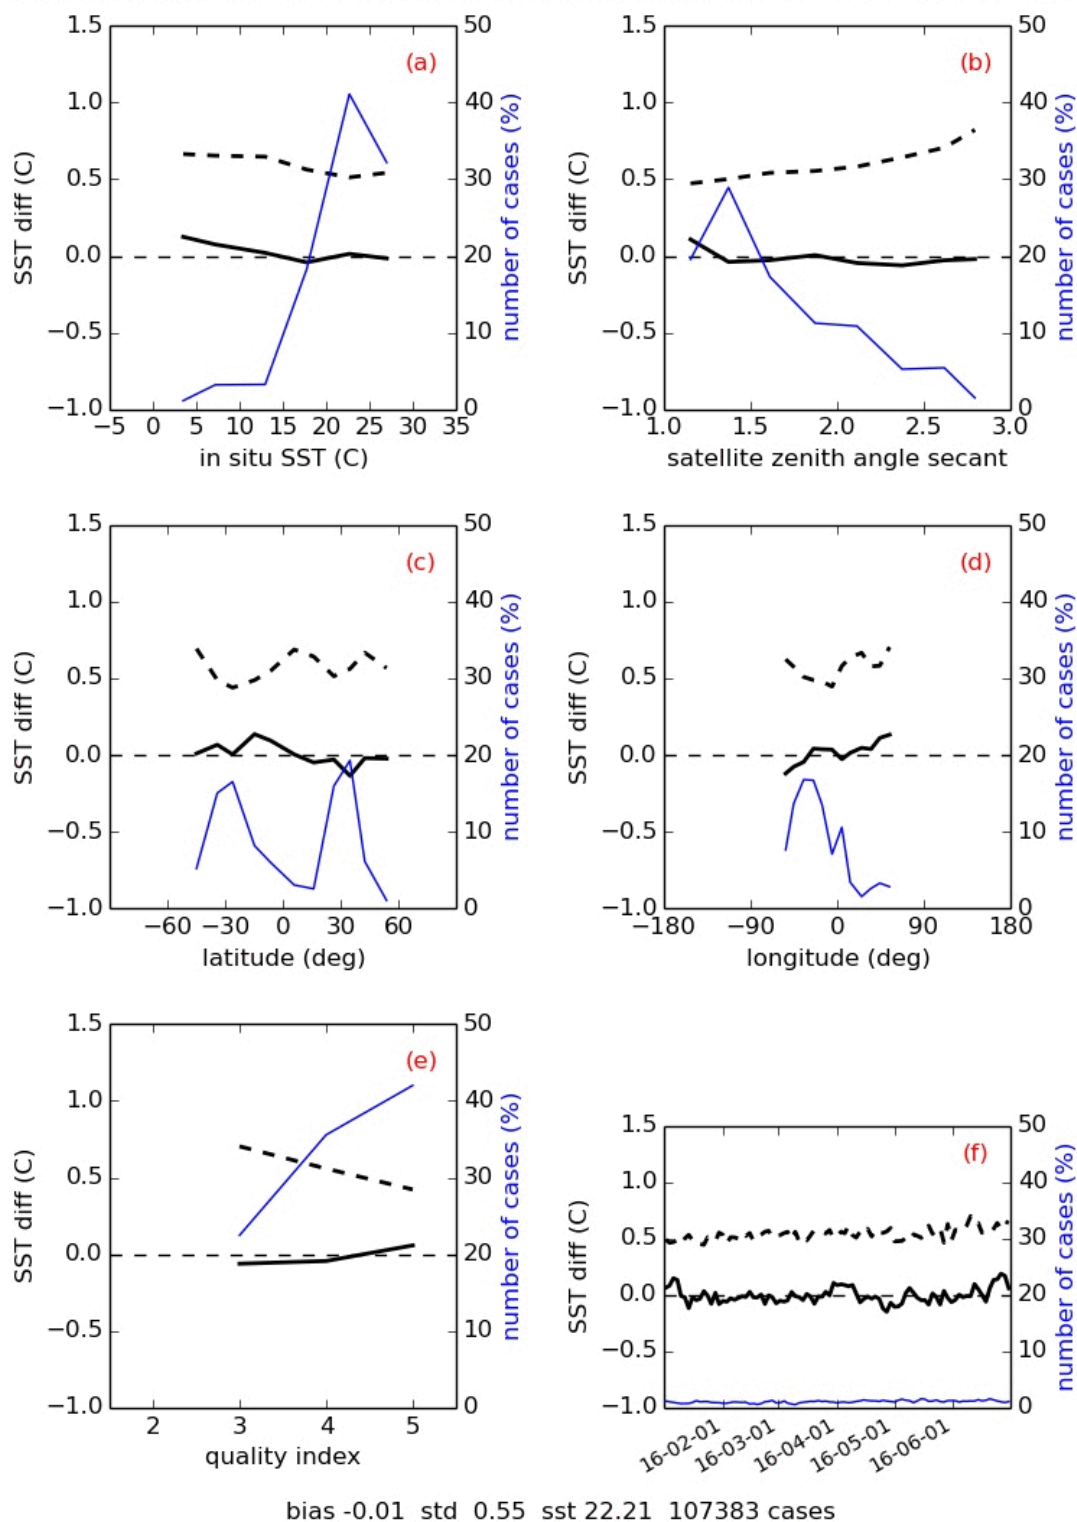 1.5 50 1.5 50
(a) (b)
1.0 40 1.0 40
0.5 30 0.5 30
0.0 20 0.0 20
−0.5 10 −0.5 10
−1.0 0 −1.0 0
SST diff (C) number of cases (%) SST diff (C) number of cases (%)
−5 0 5 10 15 20 25 30 35 1.0 1.5 2.0 2.5 3.0
in situ SST (C) satellite zenith angle secant
1.5 50 1.5 50
(c) (d)
1.0 40 1.0 40
0.5 30 0.5 30
0.0 20 0.0 20
−0.5 10 −0.5 10
−1.0 0 −1.0 0
SST diff (C) number of cases (%) SST diff (C) number of cases (%)
−60 −30 0 30 60 −180 −90 0 90 180
latitude (deg) longitude (deg)
1.5 50
(e)
1.0 40
0.5 30
0.0 20
−0.5 10
−1.0 0
SST diff (C) number of cases (%)
2 3 4 5
quality index
1.5 50
(f)
1.0 40
0.5 30
0.0 20
−0.5 10
−1.0 0
SST diff (C) number of cases (%)
16-02-01 16-03-01 16-04-01 16-05-01 16-06-01
bias -0.01 std 0.55 sst 22.21 107383 cases